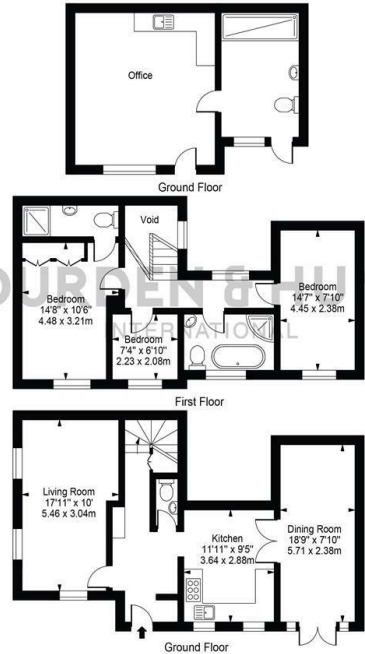 Office
Ground Floor
Void
OURDEN & HU
INTERNATIONAL
Bedroom
14'8" x 10'6"
4.48 x 3.21m
Bedroom
7'4" x 6'10"
2.23 x 2.08m
Bedroom
14'7" x 7'10"
4.45 x 2.38m
First Floor
Living Room
17'11" x 10'
5.46 x 3.04m
Kitchen
11'11" x 9'5"
3.64 x 2.88m
Dining Room
18'9" x 7'10"
5.71 x 2.38m
Ground Floor